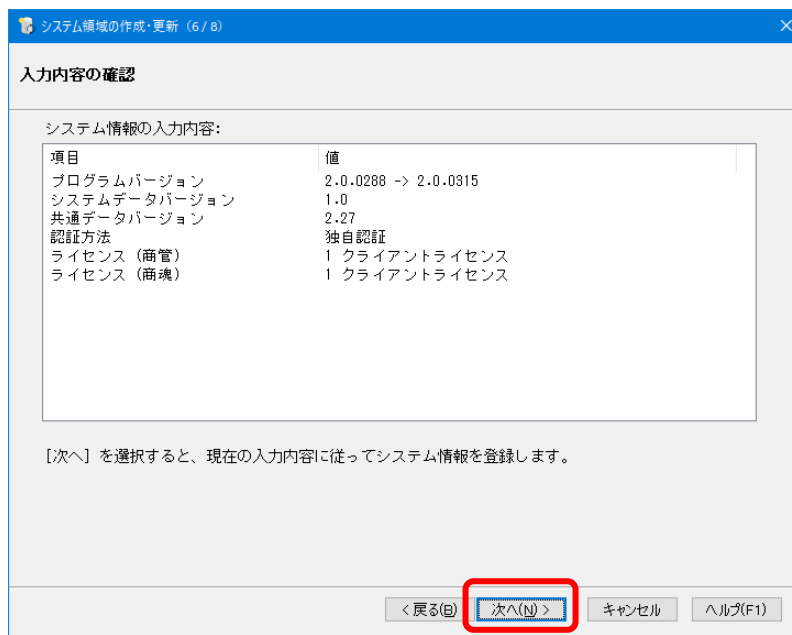 システム領域の作成・更新（6/8）
入力内容の確認
システム情報の入力内容：
項目 値
プログラムバージョン 2.0.0288 -> 2.0.0315
システムデータバージョン 1.0
共通データバージョン 2.27
認証方法 独自認証
ライセンス（商管） 1 クライアントライセンス
ライセンス（商魂） 1 クライアントライセンス
［次へ］を選択すると、現在の入力内容に従ってシステム情報を登録します。
< 戻る(B) 次へ(N) > キャンセル ヘルプ(F1)